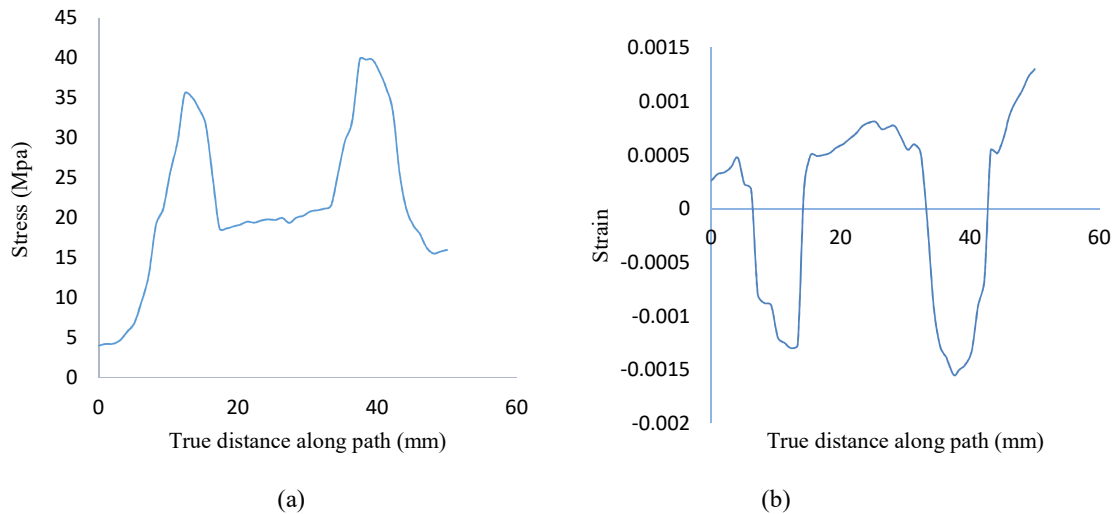 45
40
35
30
25
20
15
10
5
0
Stress (Mpa)
0 20 40 60
True distance along path (mm)
(a)
0.0015
0.001
0.0005
0
-0.0005
-0.001
-0.0015
-0.002
Strain
0 20 40 60
True distance along path (mm)
(b)